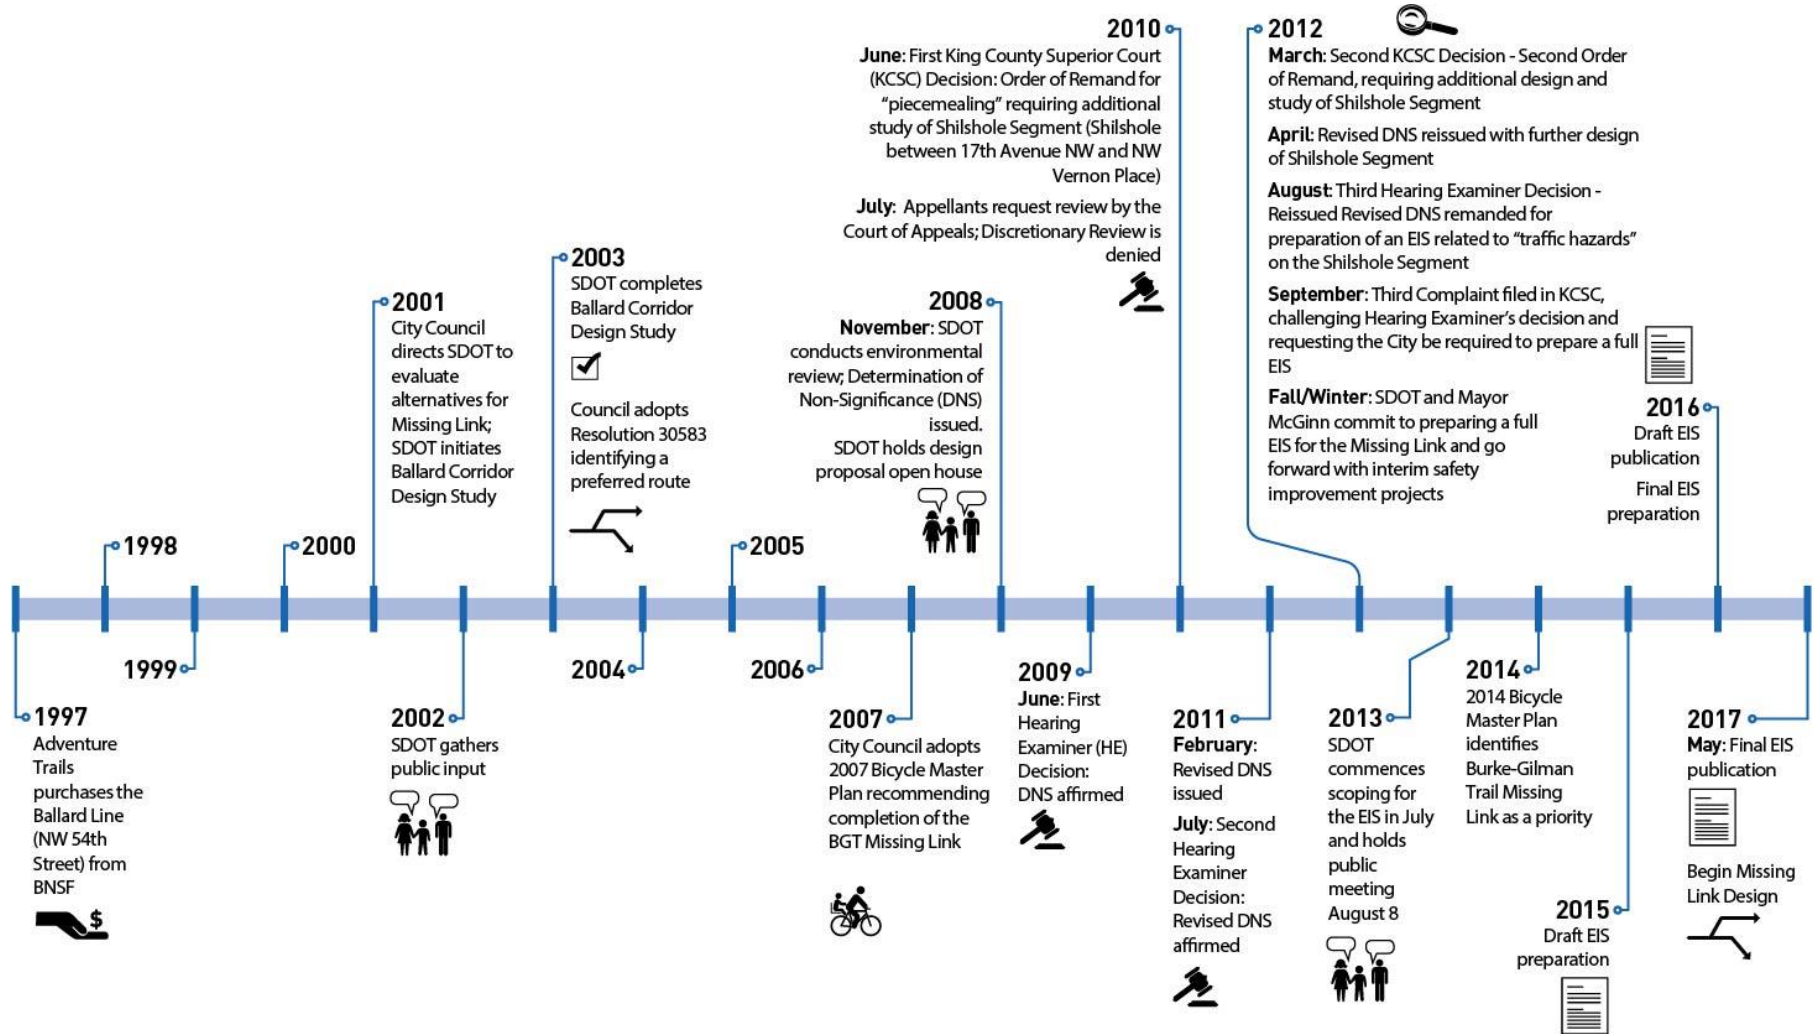 1997
Adventure
Trails
purchases the
Ballard Line
(NW 54th
Street) from
BNSF
$
1998
1999
2000
2001
City Council
directs SDOT to
evaluate
alternatives for
Missing Link;
SDOT initiates
Ballard Corridor
Design Study
2002
SDOT gathers
public input
2003
SDOT completes
Ballard Corridor
Design Study
Council adopts
Resolution 30583
identifying a
preferred route
2004
2005
2006
2007
City Council adopts
2007 Bicycle Master
Plan recommending
completion of the
BGT Missing Link
2008
November: SDOT
conducts environmental
review; Determination of
Non-Significance (DNS)
issued.
SDOT holds design
proposal open house
2009
June: First
Hearing
Examiner (HE)
Decision:
DNS affirmed
2010
June: First King County Superior Court
(KCSC) Decision: Order of Remand for
“piecemealing” requiring additional
study of Shilshole Segment (Shilshole
between 17th Avenue NW and NW
Vernon Place)
July: Appellants request review by the
Court of Appeals; Discretionary Review is
denied
2011
February:
Revised DNS
issued
July: Second
Hearing
Examiner
Decision:
Revised DNS
affirmed
2012
March: Second KCSC Decision - Second Order
of Remand, requiring additional design and
study of Shilshole Segment
April: Revised DNS reissued with further design
of Shilshole Segment
August: Third Hearing Examiner Decision -
Reissued Revised DNS remanded for
preparation of an EIS related to “traffic hazards”
on the Shilshole Segment
September: Third Complaint filed in KCSC,
challenging Hearing Examiner’s decision and
requesting the City be required to prepare a full
EIS
Fall/Winter: SDOT and Mayor
McGinn commit to preparing a full
EIS for the Missing Link and go
forward with interim safety
improvement projects
2013
SDOT
commences
scoping for
the EIS in July
and holds
public
meeting
August 8
2014
2014 Bicycle
Master Plan
identifies
Burke-Gilman
Trail Missing
Link as a priority
2015
Draft EIS
preparation
2016
Draft EIS
publication
Final EIS
preparation
2017
May: Final EIS
publication
Begin Missing
Link Design